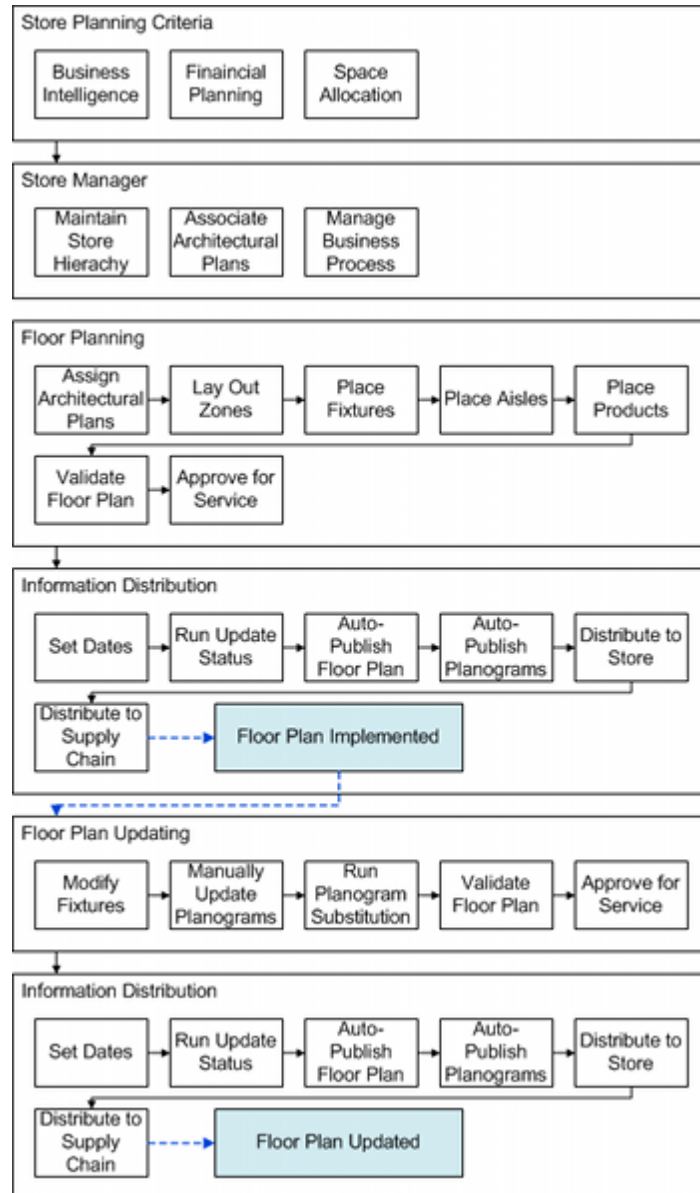 Store Planning Criteria
Business
Intelligence
Finaincial
Planning
Space
Allocation
Store Manager
Maintain
Store
Hierachy
Associate
Architectural
Plans
Manage
Business
Process
Floor Planning
Assign
Architectural
Plans
Lay Out
Zones
Place
Fixtures
Place Aisles
Place
Products
Validate
Floor Plan
Approve for
Service
Information Distribution
Set Dates
Run Update
Status
Auto-
Publish
Floor Plan
Auto-
Publish
Planograms
Distribute to
Store
Distribute to
Supply
Chain
Floor Plan Implemented
Floor Plan Updating
Modify
Fixtures
Manually
Update
Planograms
Run
Planogram
Substitution
Validate
Floor Plan
Approve for
Service
Information Distribution
Set Dates
Run Update
Status
Auto-
Publish
Floor Plan
Auto-
Publish
Planograms
Distribute to
Store
Distribute to
Supply
Chain
Floor Plan Updated